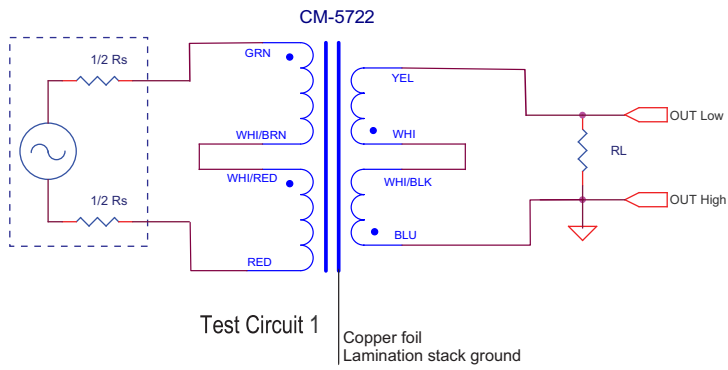 CM-5722
1/2 Rs
GRN
YEL
OUT Low
WHI/BRN
WHI
RL
WHI/RED
WHI/BLK
1/2 Rs
OUT High
BLU
RED
Test Circuit 1
Copper foil
Lamination stack ground